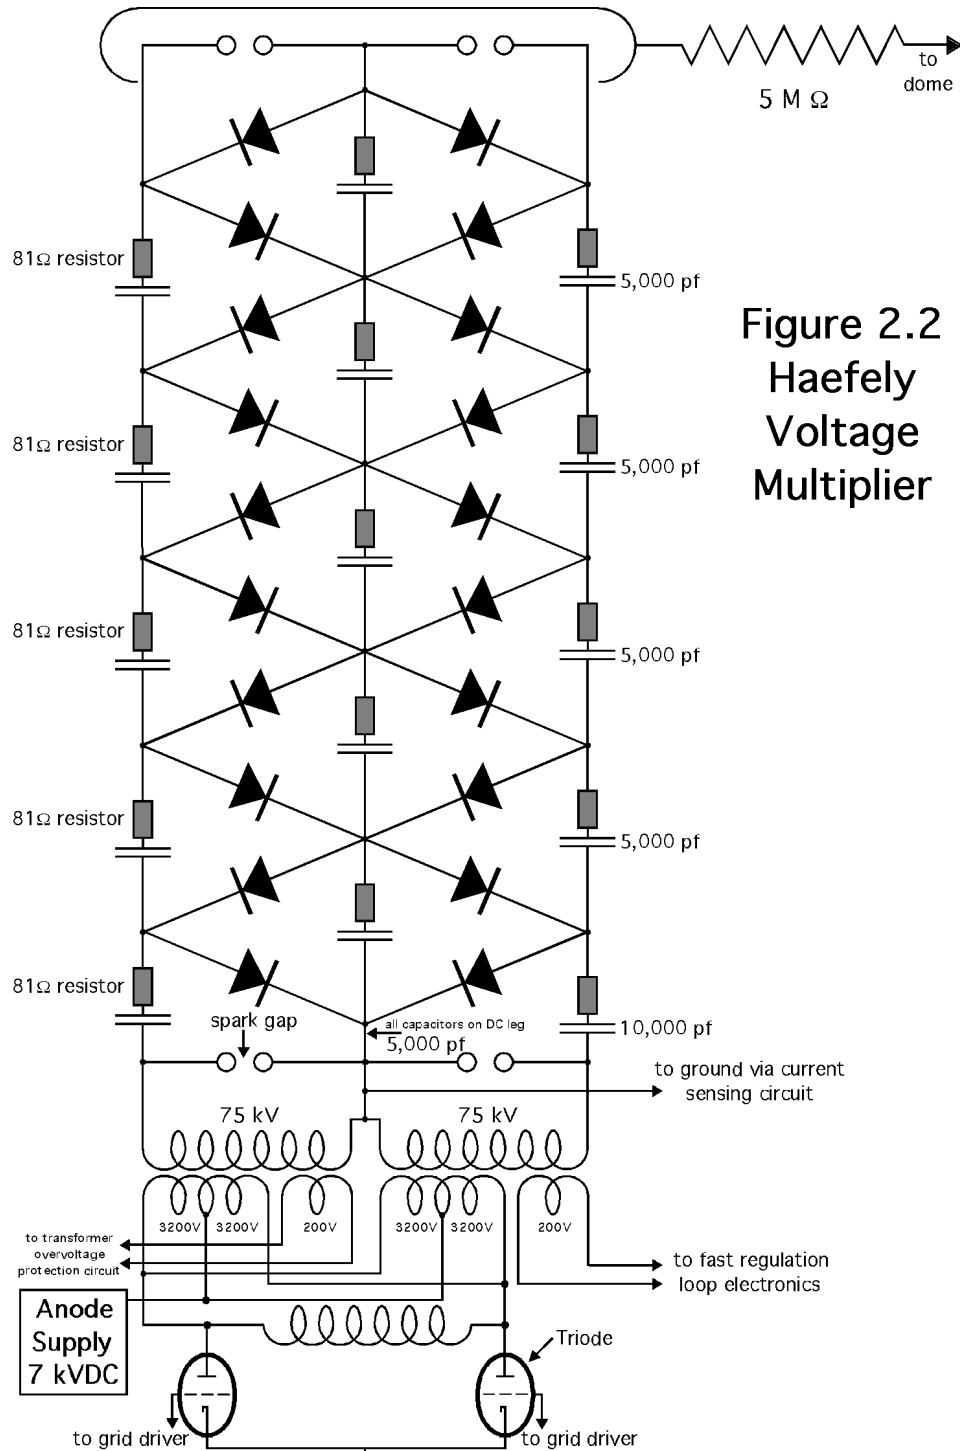 to
dome
5 M Ω
81Ω resistor
5,000 pf
Figure 2.2
Haefely
Voltage
Multiplier
81Ω resistor
5,000 pf
81Ω resistor
5,000 pf
81Ω resistor
5,000 pf
81Ω resistor
spark gap
all capacitors on DC leg
5,000 pf
10,000 pf
to ground via current
sensing circuit
75 kV
75 kV
3200V
3200V
200V
3200V
3200V
200V
to transformer
overvoltage
protection circuit
to fast regulation
loop electronics
Anode
Supply
7 kVDC
Triode
to grid driver
to grid driver